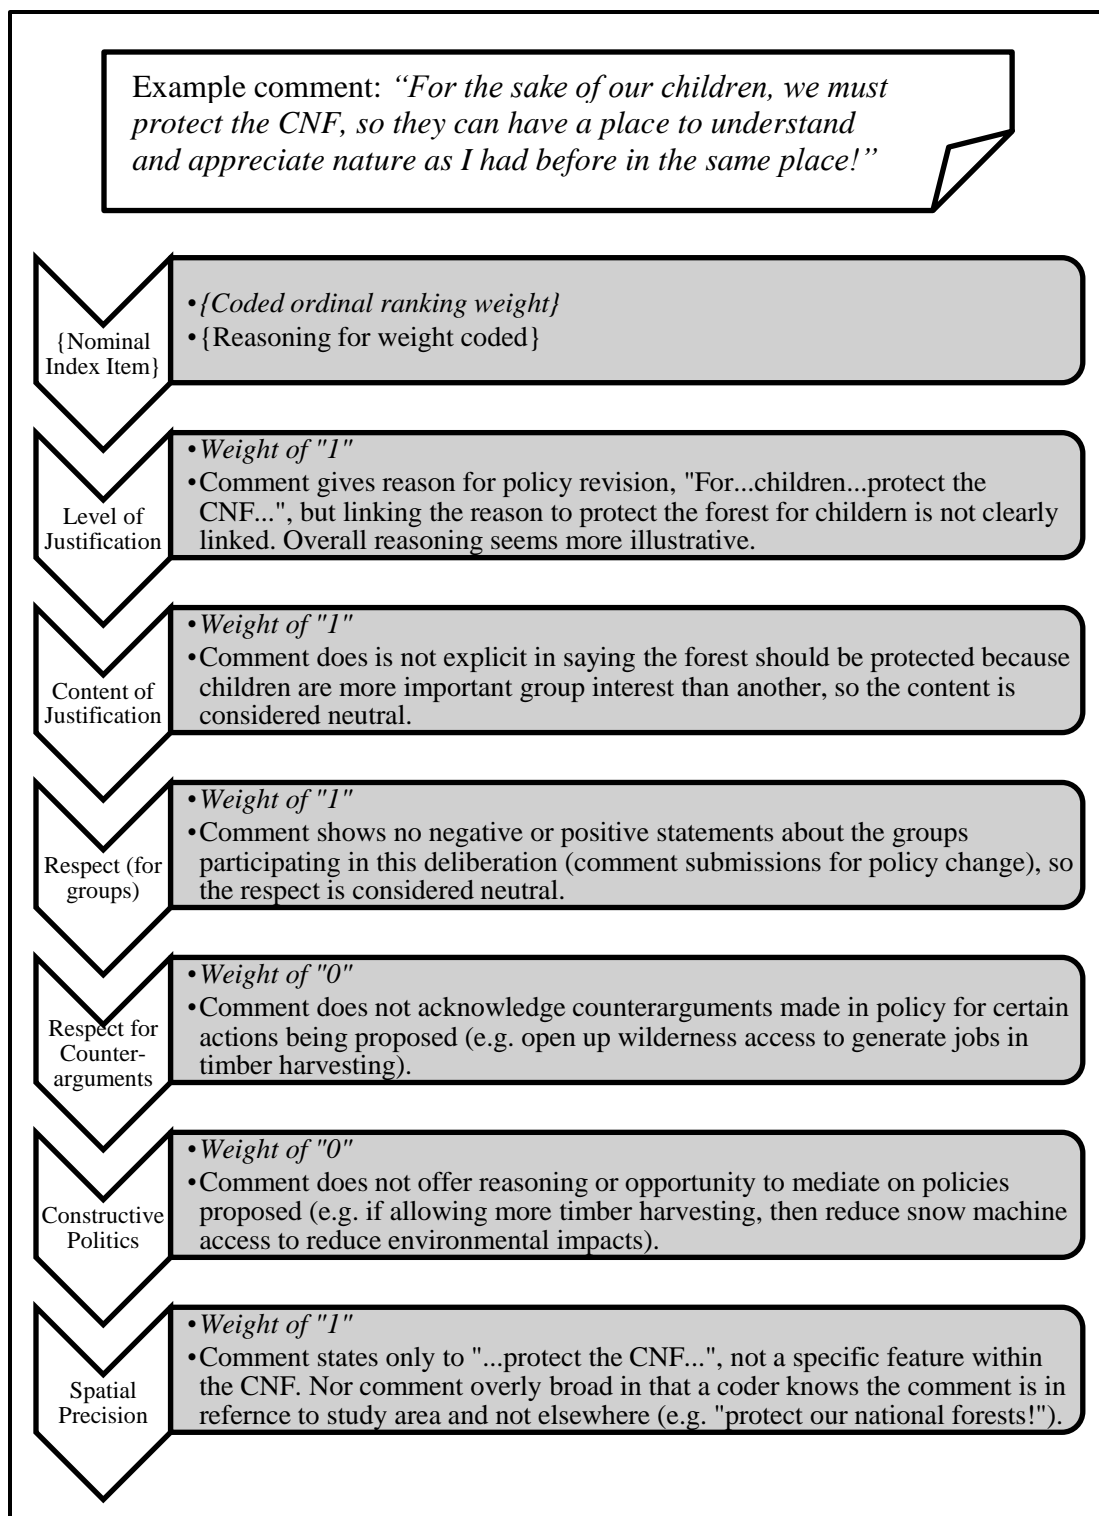 Example comment: “For the sake of our children, we must
protect the CNF, so they can have a place to understand
and appreciate nature as I had before in the same place!”
{Nominal
Index Item}
•{Coded ordinal ranking weight}
•{Reasoning for weight coded}
Level of
Justification
•Weight of "1"
•Comment gives reason for policy revision, "For...children...protect the
CNF...", but linking the reason to protect the forest for childern is not clearly
linked. Overall reasoning seems more illustrative.
Content of
Justification
•Weight of "1"
•Comment does is not explicit in saying the forest should be protected because
children are more important group interest than another, so the content is
considered neutral.
Respect (for
groups)
•Weight of "1"
•Comment shows no negative or positive statements about the groups
participating in this deliberation (comment submissions for policy change), so
the respect is considered neutral.
Respect for
Counter-
arguments
•Weight of "0"
•Comment does not acknowledge counterarguments made in policy for certain
actions being proposed (e.g. open up wilderness access to generate jobs in
timber harvesting).
Constructive
Politics
•Weight of "0"
•Comment does not offer reasoning or opportunity to mediate on policies
proposed (e.g. if allowing more timber harvesting, then reduce snow machine
access to reduce environmental impacts).
Spatial
Precision
•Weight of "1"
•Comment states only to "...protect the CNF...", not a specific feature within
the CNF. Nor comment overly broad in that a coder knows the comment is in
refernce to study area and not elsewhere (e.g. "protect our national forests!").